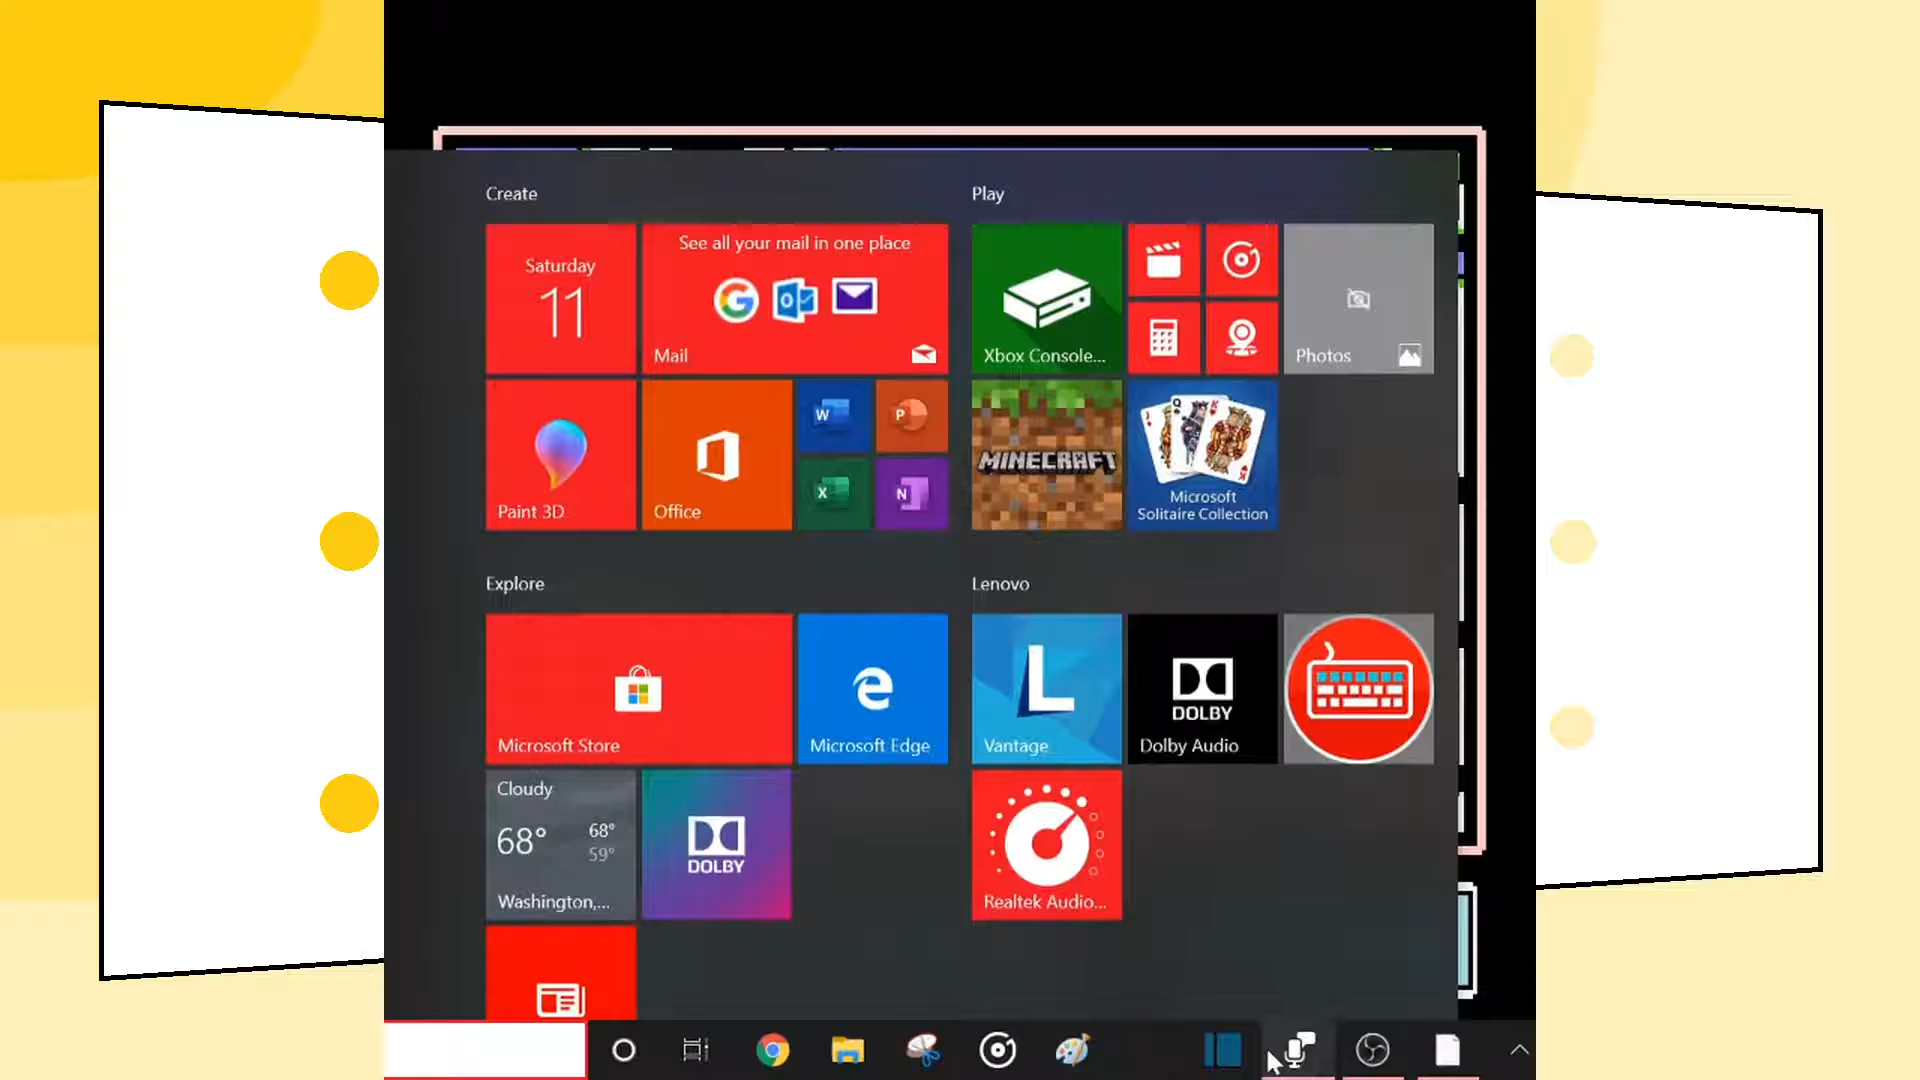 Create
Play
Saturday
11
See all your mail in one place
Mail
Xbox Console...
Photos
Paint 3D
Office
W
P
X
N
MINECRAFT
Microsoft
Solitaire Collection
Explore
Lenovo
Microsoft Store
Microsoft Edge
L
Vantage
DOLBY
Dolby Audio
Cloudy
68°
68°
59°
Washington,...
DOLBY
Realtek Audio...